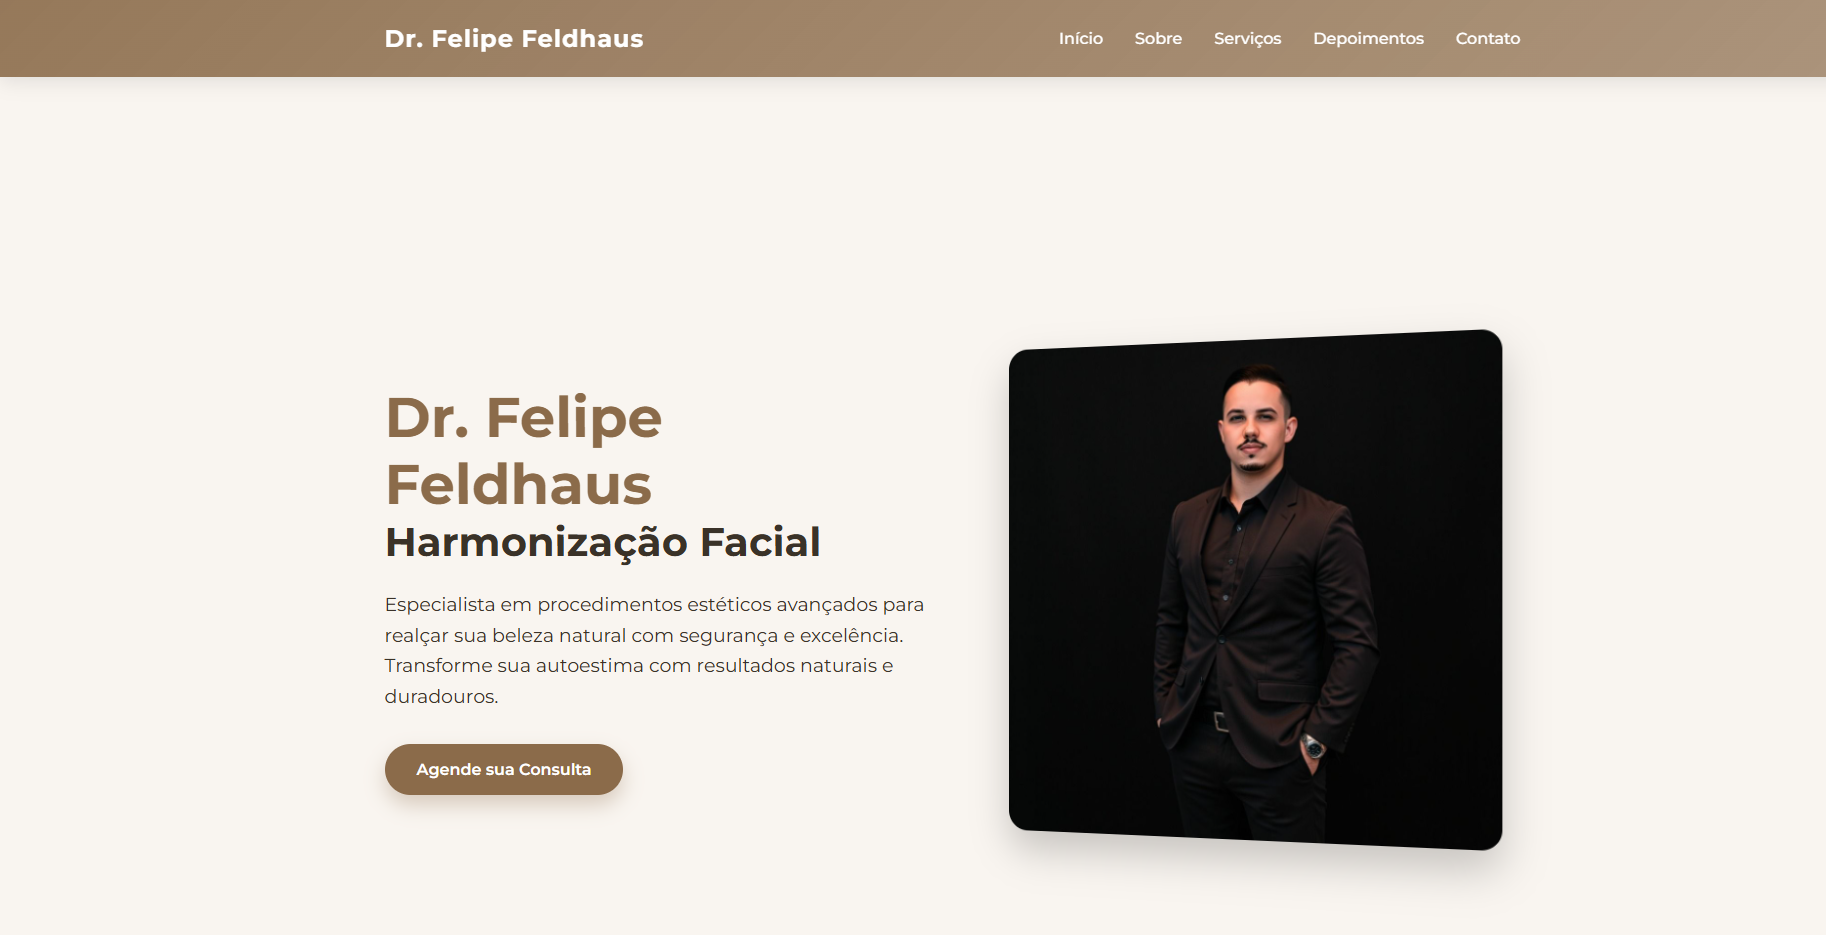 Dr. Felipe Feldhaus
Início
Sobre
Serviços
Depoimentos
Contato
Dr. Felipe
Feldhaus
Harmonização Facial
Especialista em procedimentos estéticos avançados para
realçar sua beleza natural com segurança e excelência.
Transforme sua autoestima com resultados naturais e
duradouros.
Agende sua Consulta